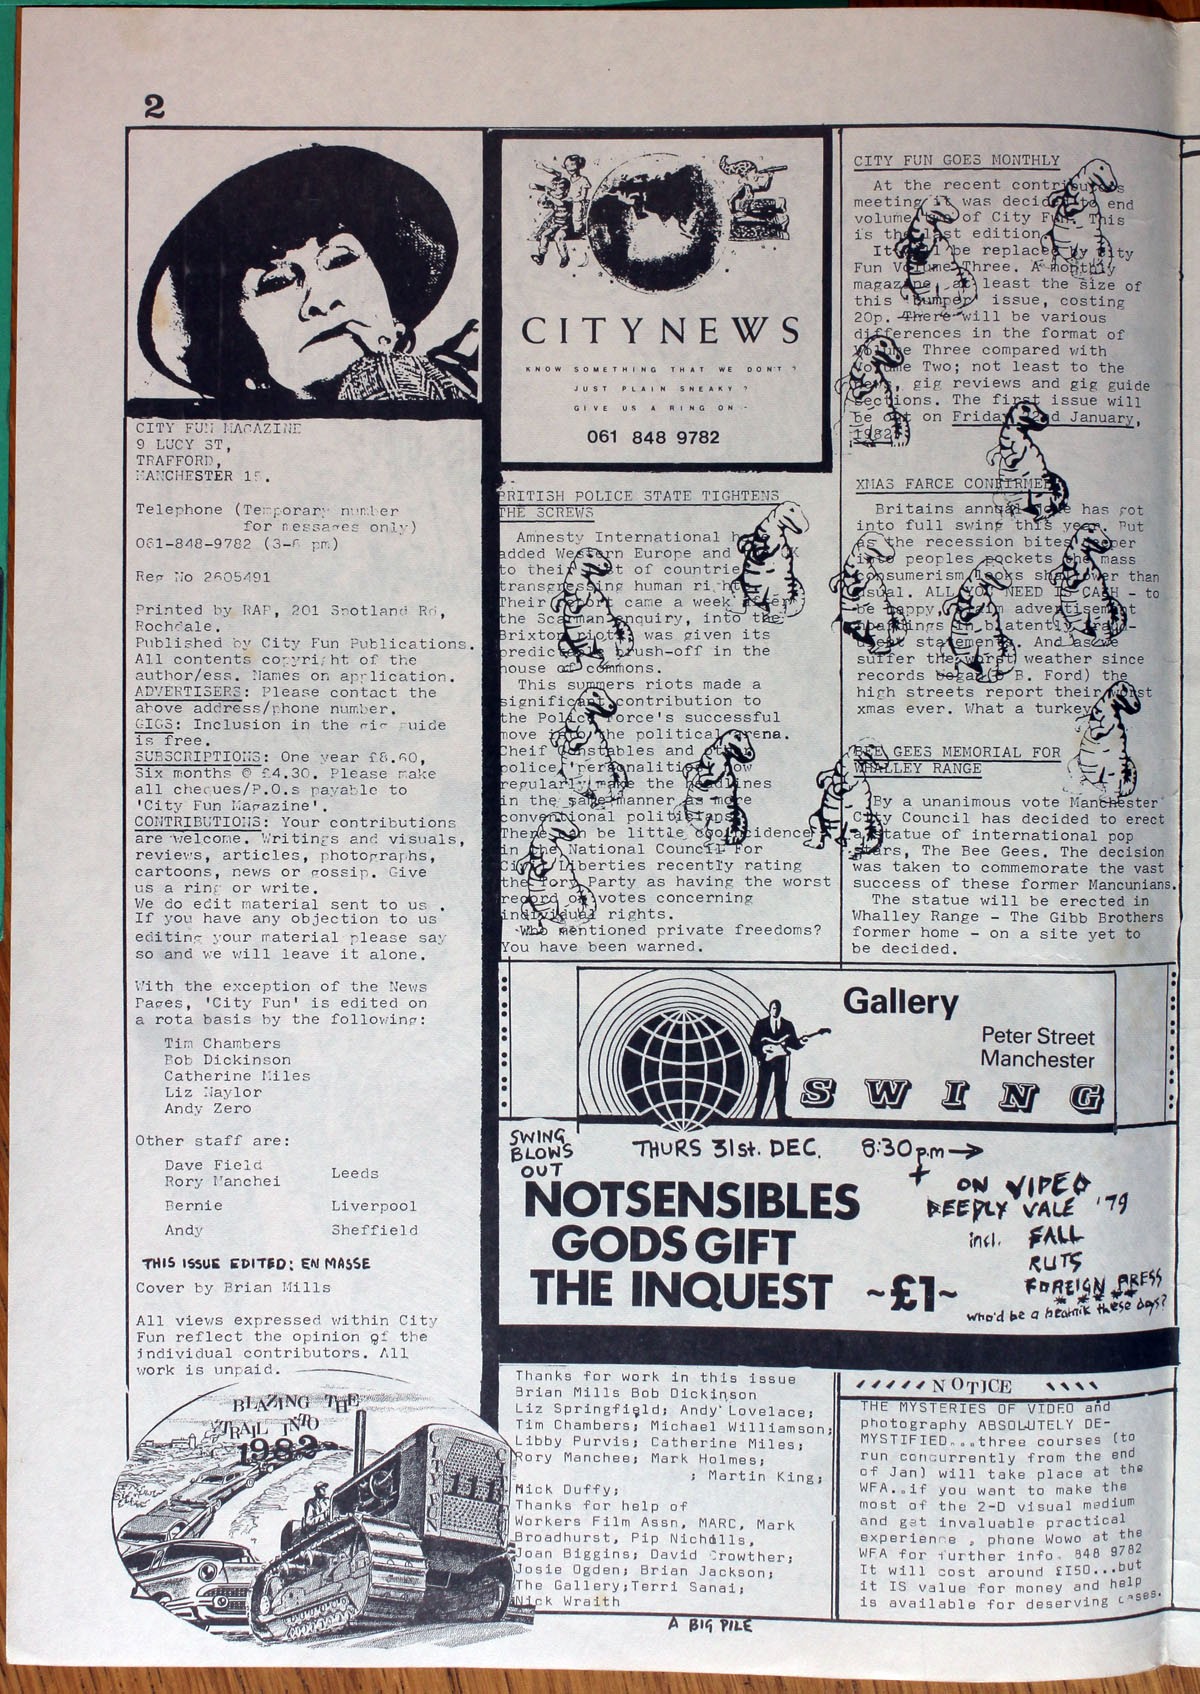 2
CITY FUN MAGAZINE
9 LUCY ST,
TRAFFORD,
MANCHESTER 15.
Telephone (Temporary number
for messages only)
061-848-9782 (3-6 pm)
Reg No 2605491
Printed by RAP, 201 Spotland Rd,
Rochdale.
Published by City Fun Publications.
All contents copyright of the
author/ess. Names on application.
ADVERTISERS: Please contact the
above address/phone number.
GIGS: Inclusion in the gig guide
is free.
SUBSCRIPTIONS: One year £8.60,
Six months @ £4.30. Please make
all cheques/P.O.s payable to
'City Fun Magazine'.
CONTRIBUTIONS: Your contributions
are welcome. Writings and visuals,
reviews, articles, photographs,
cartoons, news or gossip. Give
us a ring or write.
We do edit material sent to us .
If you have any objection to us
editing your material please say
so and we will leave it alone.
With the exception of the News
Pages, 'City Fun' is edited on
a rota basis by the following:
Tim Chambers
Bob Dickinson
Catherine Miles
Liz Naylor
Andy Zero
Other staff are:
Dave Field
Rory Manchei Leeds
Bernie Liverpool
Andy Sheffield
THIS ISSUE EDITED: EN MASSE
Cover by Brian Mills
All views expressed within City
Fun reflect the opinion of the
individual contributors. All
work is unpaid.
BLAZING THE
TRAIL INTO
1982
CITY NEWS
KNOW SOMETHING THAT WE DON'T ?
JUST PLAIN SNEAKY ?
GIVE US A RING ON -
061 848 9782
BRITISH POLICE STATE TIGHTENS
THE SCREWS
Amnesty International has
added Western Europe and the UK
to their list of countries
transgressing human rights
Their report came a week after
the Scarman enquiry, into the
Brixton riots was given its
predictable brush-off in the
house of commons.
This summers riots made a
significant contribution to
the Police Force's successful
move into the political arena.
Cheif Constables and other
police personalities now
regularly make the headlines
in the same manner as more
conventional politicians.
There can be little coo incidence
in the National Council For
Civil Liberties recently rating
the Tory Party as having the worst
record of votes concerning
individual rights.
Who mentioned private freedoms?
You have been warned.
CITY FUN GOES MONTHLY
At the recent contributors
meeting it was decided to end
volume two of City Fun. This
is the last edition.
It will be replaced by City
Fun Volume Three. A monthly
magazine, at least the size of
this 'bumper' issue, costing
20p. There will be various
differences in the format of
Volume Three compared with
Volume Two; not least to the
news, gig reviews and gig guide
sections. The first issue will
be out on Friday 22nd January,
1982.
XMAS FARCE CONFIRMED
Britains annual joke has got
into full swing this year. But
as the recession bites deeper
into peoples pockets the mass
consumerism looks shallower than
usual. ALL YOU NEED IS CASH - to
be happy, claim advertisement
hoardings in blatently fraud-
ulent statements. And as we
suffer the worst weather since
records began B. Ford) the
high streets report their worst
xmas ever. What a turkey
BEE GEES MEMORIAL FOR
WHALLEY RANGE
By a unanimous vote Manchester
City Council has decided to erect
a statue of international pop
stars, The Bee Gees. The decision
was taken to commemorate the vast
success of these former Mancunians.
The statue will be erected in
Whalley Range - The Gibb Brothers
former home - on a site yet to
be decided.
Gallery
Peter Street
Manchester
SWING
SWING
BLOWS
OUT
THURS 31st. DEC. 8:30pm →
NOTSENSIBLES
GODS GIFT
THE INQUEST ~£1~
+
ON VIDEO
DEEPLY VALE '79
incl. FALL
RUTS
FOREIGN PRESS
who'd be a beatnik these days?
Thanks for work in this issue
Brian Mills Bob Dickinson
Liz Springfield; Andy Lovelace;
Tim Chambers; Michael Williamson;
Libby Purvis; Catherine Miles;
Rory Manchee; Mark Holmes;
; Martin King;
Mick Duffy;
Thanks for help of
Workers Film Assn, MARC, Mark
Broadhurst, Pip Nicholls,
Joan Biggins; David Crowther;
Josie Ogden; Brian Jackson;
The Gallery;Terri Sanai;
Nick Wraith
A BIG PILE
NOTICE
THE MYSTERIES OF VIDEO and
photography ABSOLUTELY DE-
MYSTIFIED...three courses (to
run concurrently from the end
of Jan) will take place at the
WFA..if you want to make the
most of the 2-D visual medium
and get invaluable practical
experience , phone Wowo at the
WFA for further info. 848 9782
It will cost around £150...but
it IS value for money and help
is available for deserving cases.